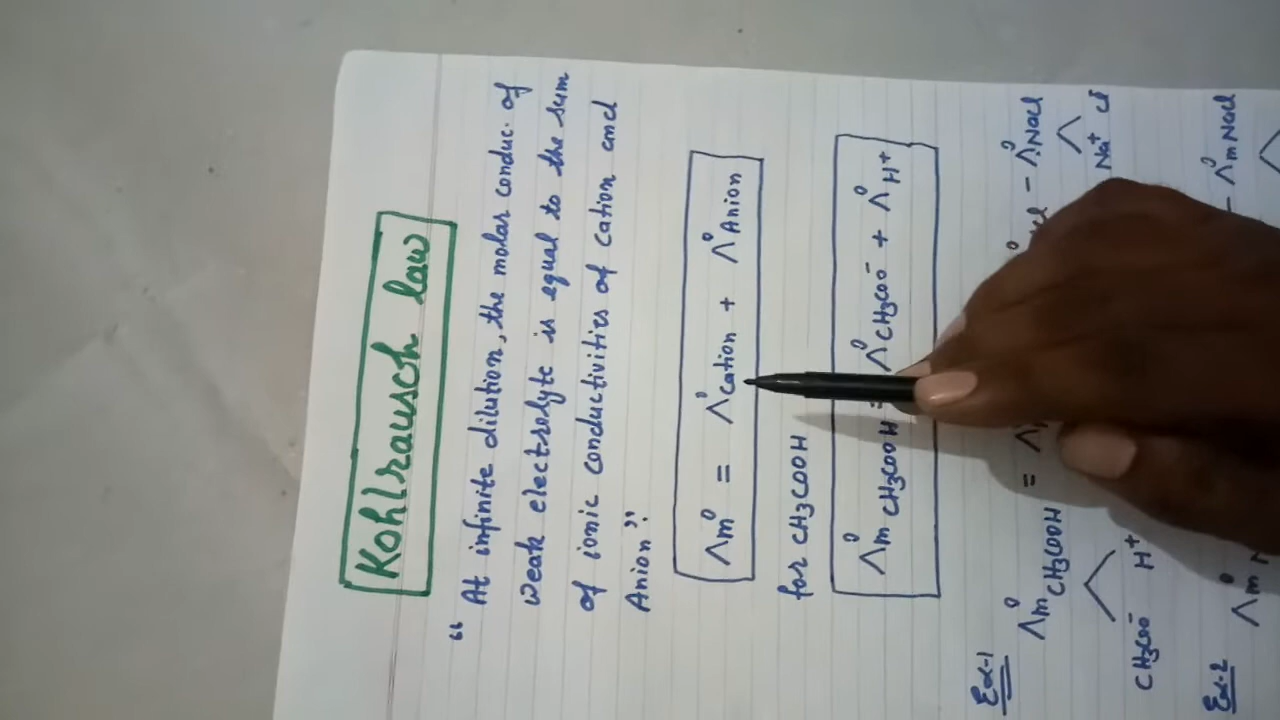 Kohlrausch law
" At infinite dilution, the molar conduc. of
weak electrolyte is equal to the sum
of ionic conductivities of cation and
Anion".
Λm° = Λ°Cation + Λ°Anion
for CH3COOH
Λ°m CH3COOH = Λ°CH3COO⁻ + Λ°H⁺
Ex-1
Λ°m CH3COOH = − Λ°NaCl
CH3COO⁻ H⁺ Na⁺ Cl⁻
Ex-2
Λ°m − Λ°m NaCl